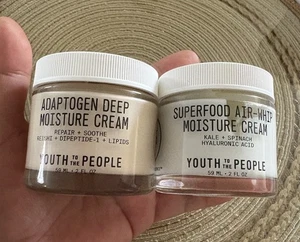 ADAPTOGEN DEEP
MOISTURE CREAM
REPAIR + SOOTHE
REISHI + DIPEPTIDE-1 + LIPIDS
YOUTH TO THE PEOPLE
59 ML • 2 FL OZ
SUPERFOOD AIR-WHIP
MOISTURE CREAM
KALE + SPINACH
HYALURONIC ACID
YOUTH TO THE PEOPLE
59 ML • 2 FL OZ